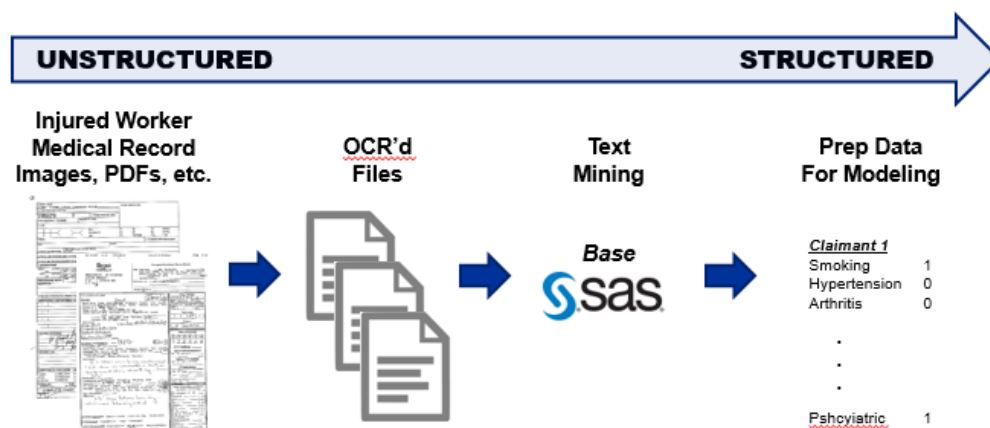 UNSTRUCTURED
STRUCTURED
Injured Worker
Medical Record
Images, PDFs, etc.
OCR'd
Files
Text
Mining
Prep Data
For Modeling
Base
sas
Claimant 1
Smoking 1
Hypertension 0
Arthritis 0
.
.
.
Pshcyiatric 1